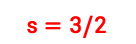 s = 3/2